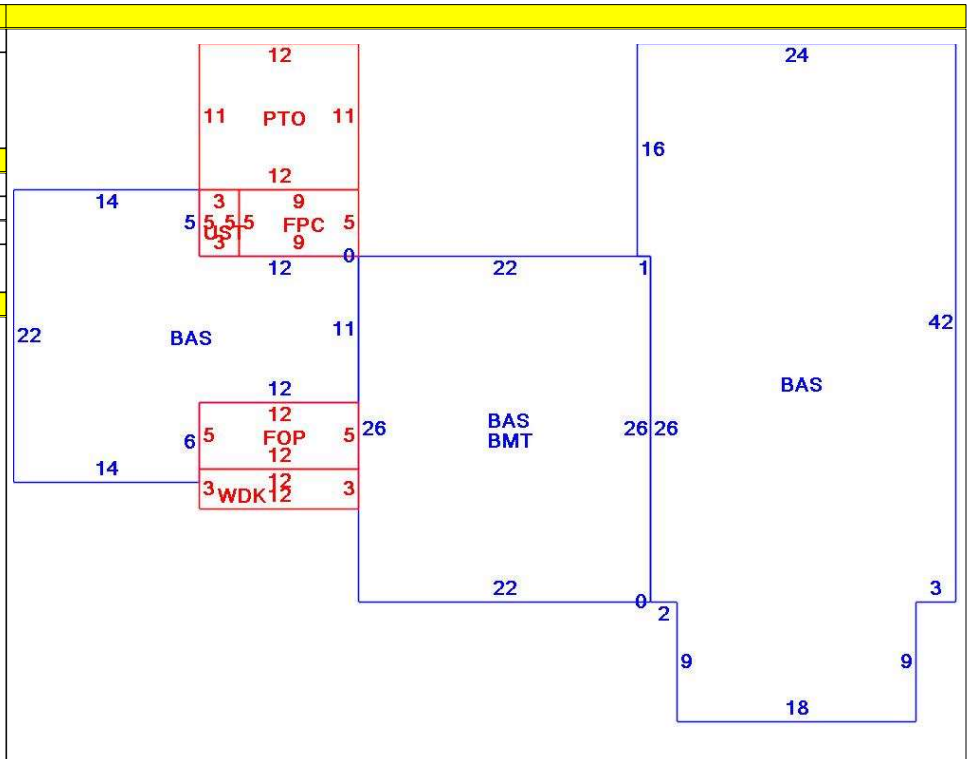 12
24
11 PTO 11
16
12
14 3 9
5 5 5 5 FPC 5
UST
3 9
0
12 22 1
22 11 42
BAS
BAS
12
12
5 FOP 5 26 BAS 26 26
6 BMT
12
14 12
3 WDK 12 3
22 0 3
2
9 9
18